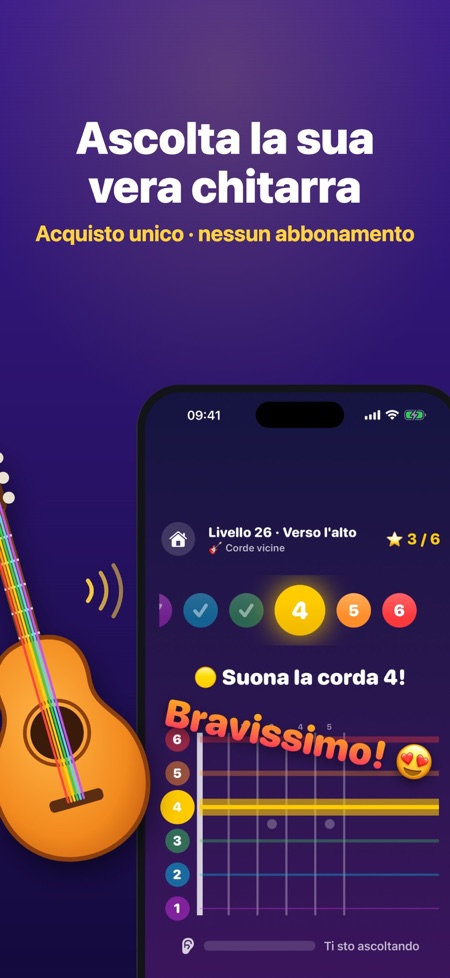 Ascolta la sua
vera chitarra
Acquisto unico · nessun abbonamento
09:41
Livello 26 · Verso l'alto
Corde vicine
3 / 6
4
5
6
Suona la corda 4!
Bravissimo!
4
5
6
5
4
3
2
1
Ti sto ascoltando